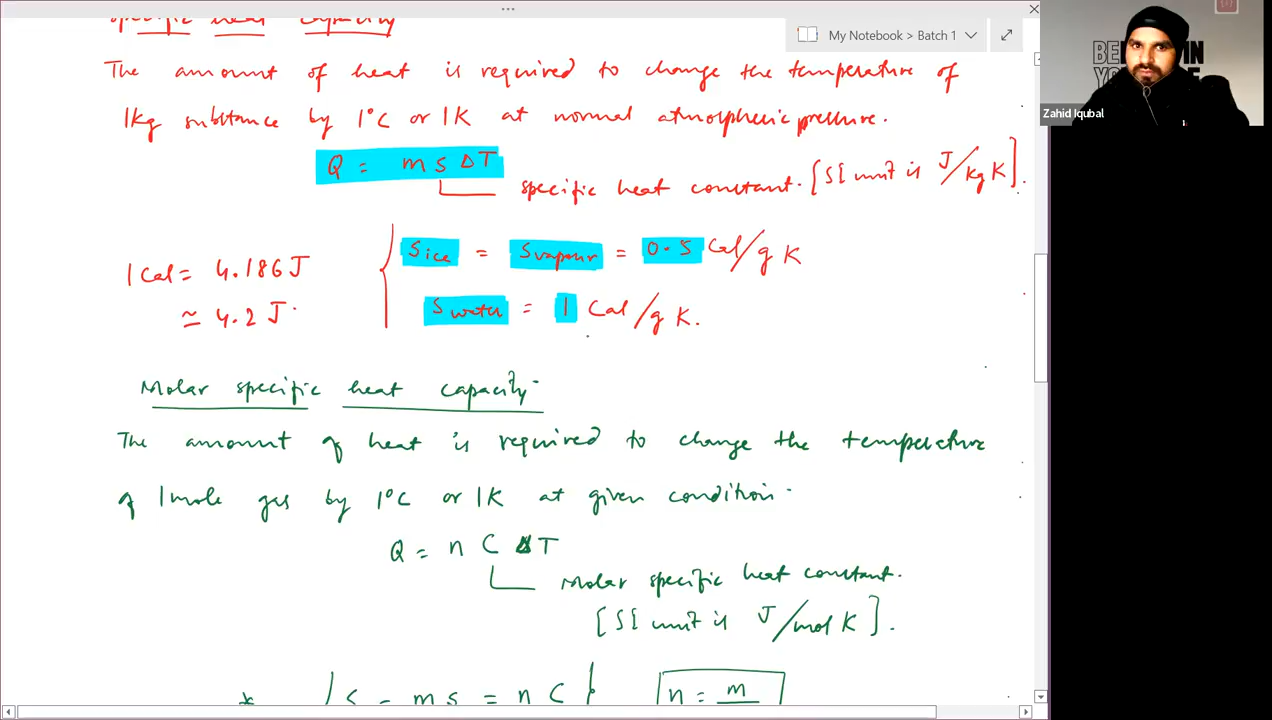 specific heat capacity
My Notebook > Batch 1
The amount of heat is required to change the temperature of
1kg substance by 1°C or 1K at normal atmospheric pressure.
Q = m s ΔT
specific heat constant. [SI unit is J/kg K].
1 Cal = 4.186 J
≃ 4.2 J.
Sice = Svapour = 0.5 Cal/g K
Swater = 1 Cal/g K.
Molar specific heat capacity-
The amount of heat is required to change the temperature
of 1mole gas by 1°C or 1K at given condition.
Q = n C ΔT
Molar specific heat constant.
[SI unit is J/mol K].
m s = n C
n = m
Zahid Iqubal